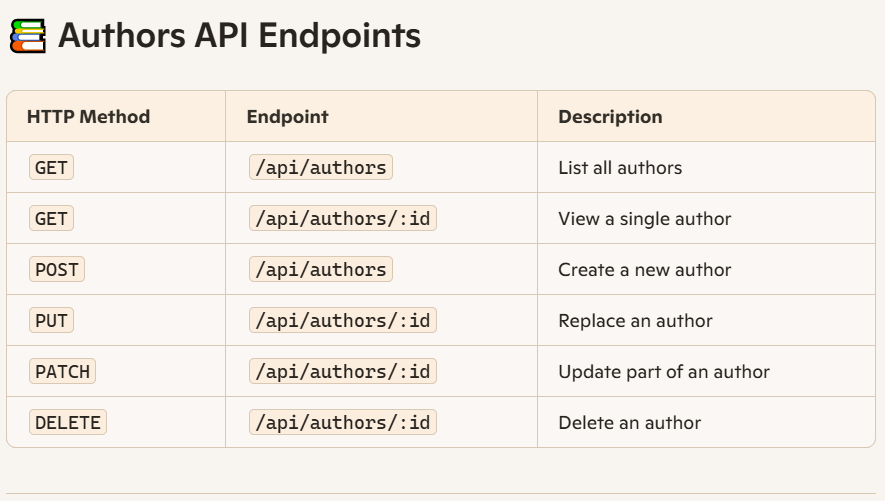 Authors API Endpoints
HTTP Method Endpoint Description
GET /api/authors List all authors
GET /api/authors/:id View a single author
POST /api/authors Create a new author
PUT /api/authors/:id Replace an author
PATCH /api/authors/:id Update part of an author
DELETE /api/authors/:id Delete an author